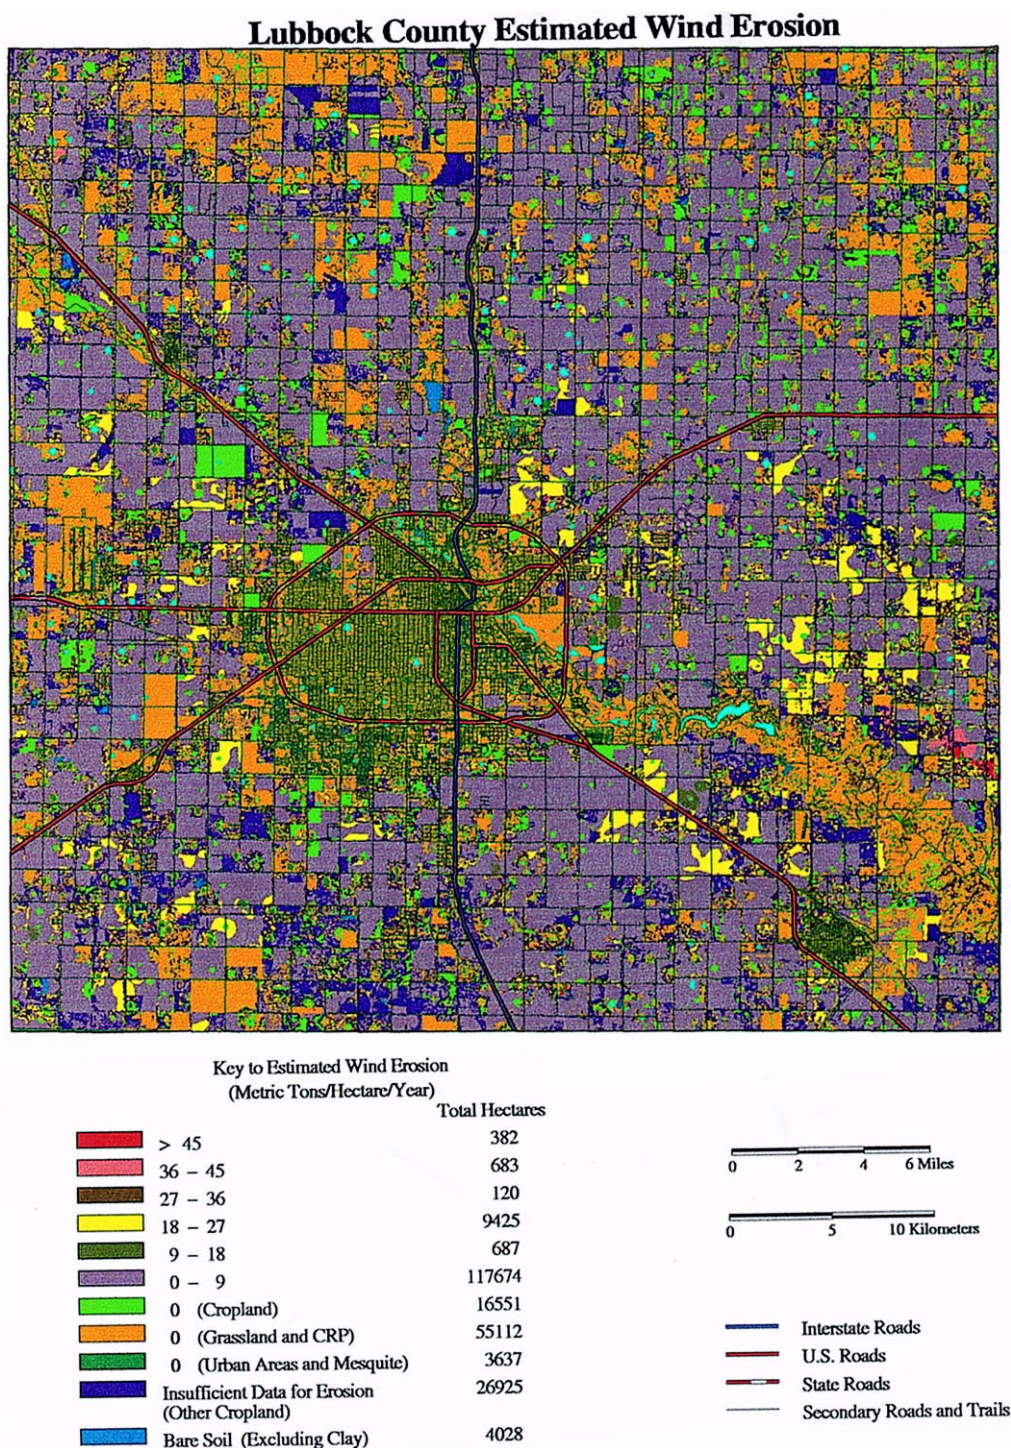 Lubbock County Estimated Wind Erosion
Key to Estimated Wind Erosion
(Metric Tons/Hectare/Year)
Total Hectares
> 45 382
36 – 45 683
27 – 36 120
18 – 27 9425
9 – 18 687
0 – 9 117674
0 (Cropland) 16551
0 (Grassland and CRP) 55112
0 (Urban Areas and Mesquite) 3637
Insufficient Data for Erosion 26925
(Other Cropland)
Bare Soil (Excluding Clay) 4028
0 2 4 6 Miles
0 5 10 Kilometers
Interstate Roads
U.S. Roads
State Roads
Secondary Roads and Trails